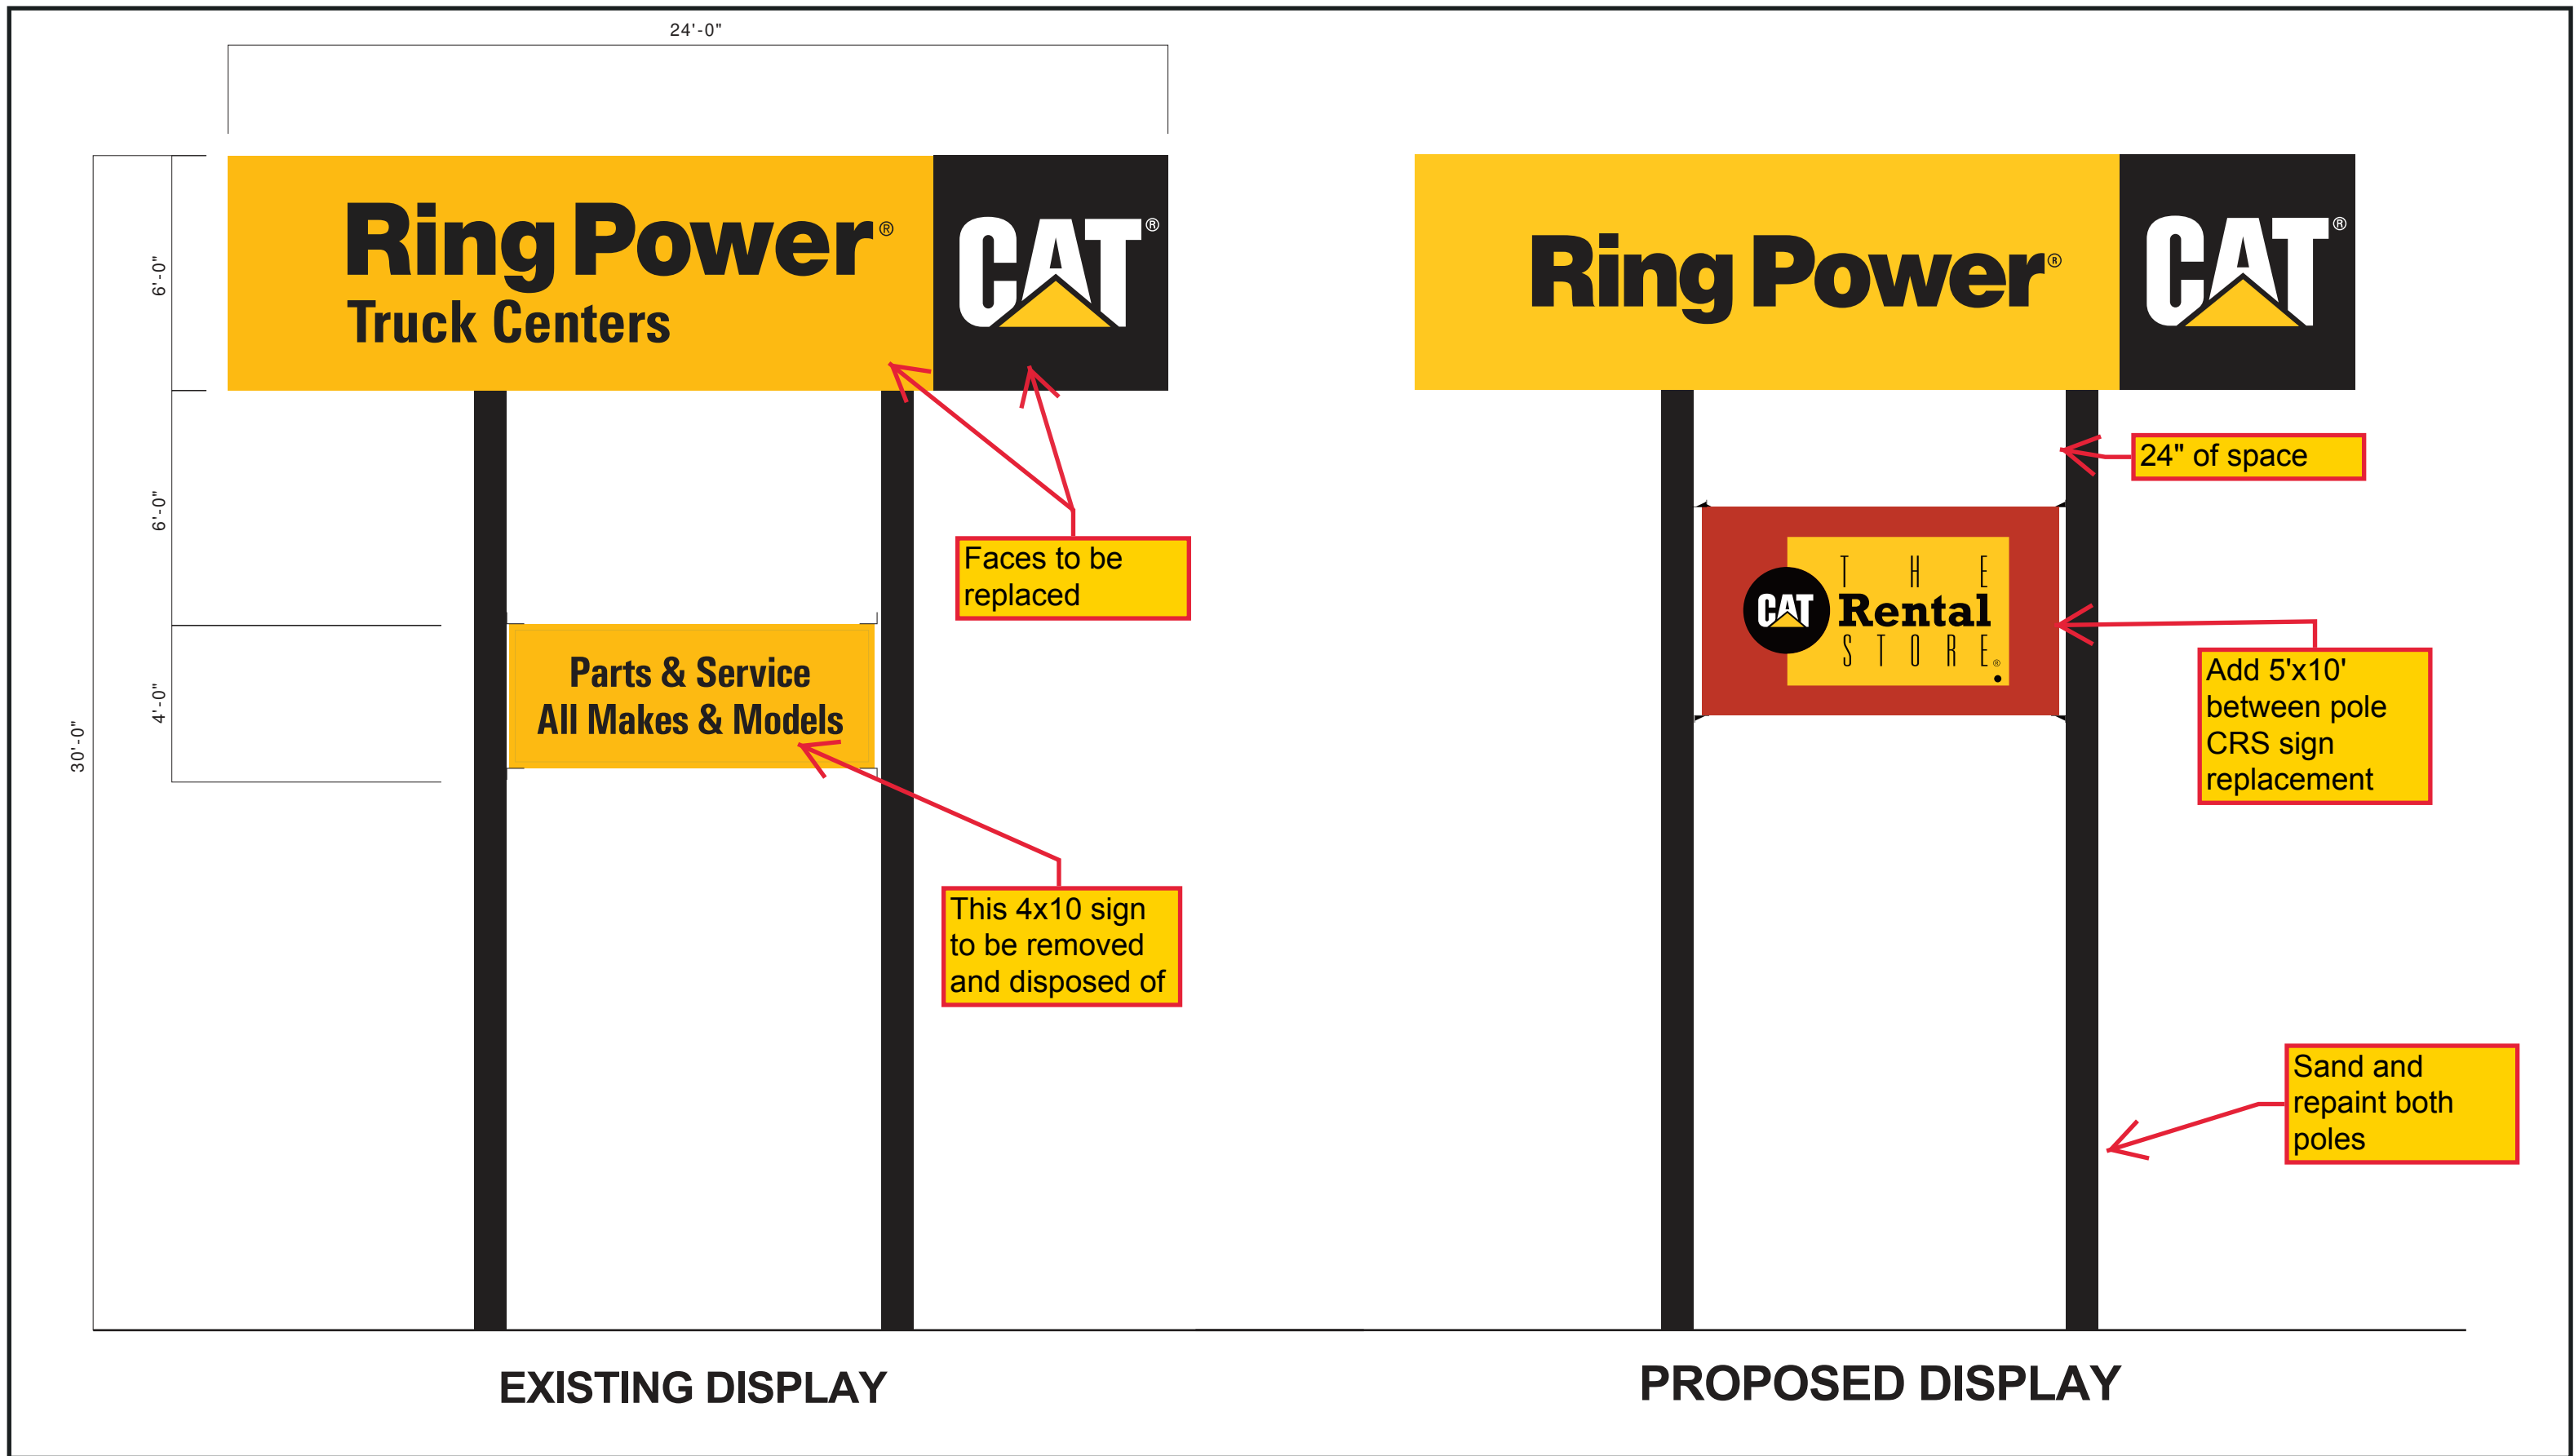 24'-0"
Ring Power®
Truck Centers
CAT®
6'-0"
6'-0"
4'-0"
30'-0"
Faces to be
replaced
Parts & Service
All Makes & Models
This 4x10 sign
to be removed
and disposed of
EXISTING DISPLAY
Ring Power®
CAT®
24" of space
THE
CAT Rental
STORE.®
Add 5'x10'
between pole
CRS sign
replacement
Sand and
repaint both
poles
PROPOSED DISPLAY